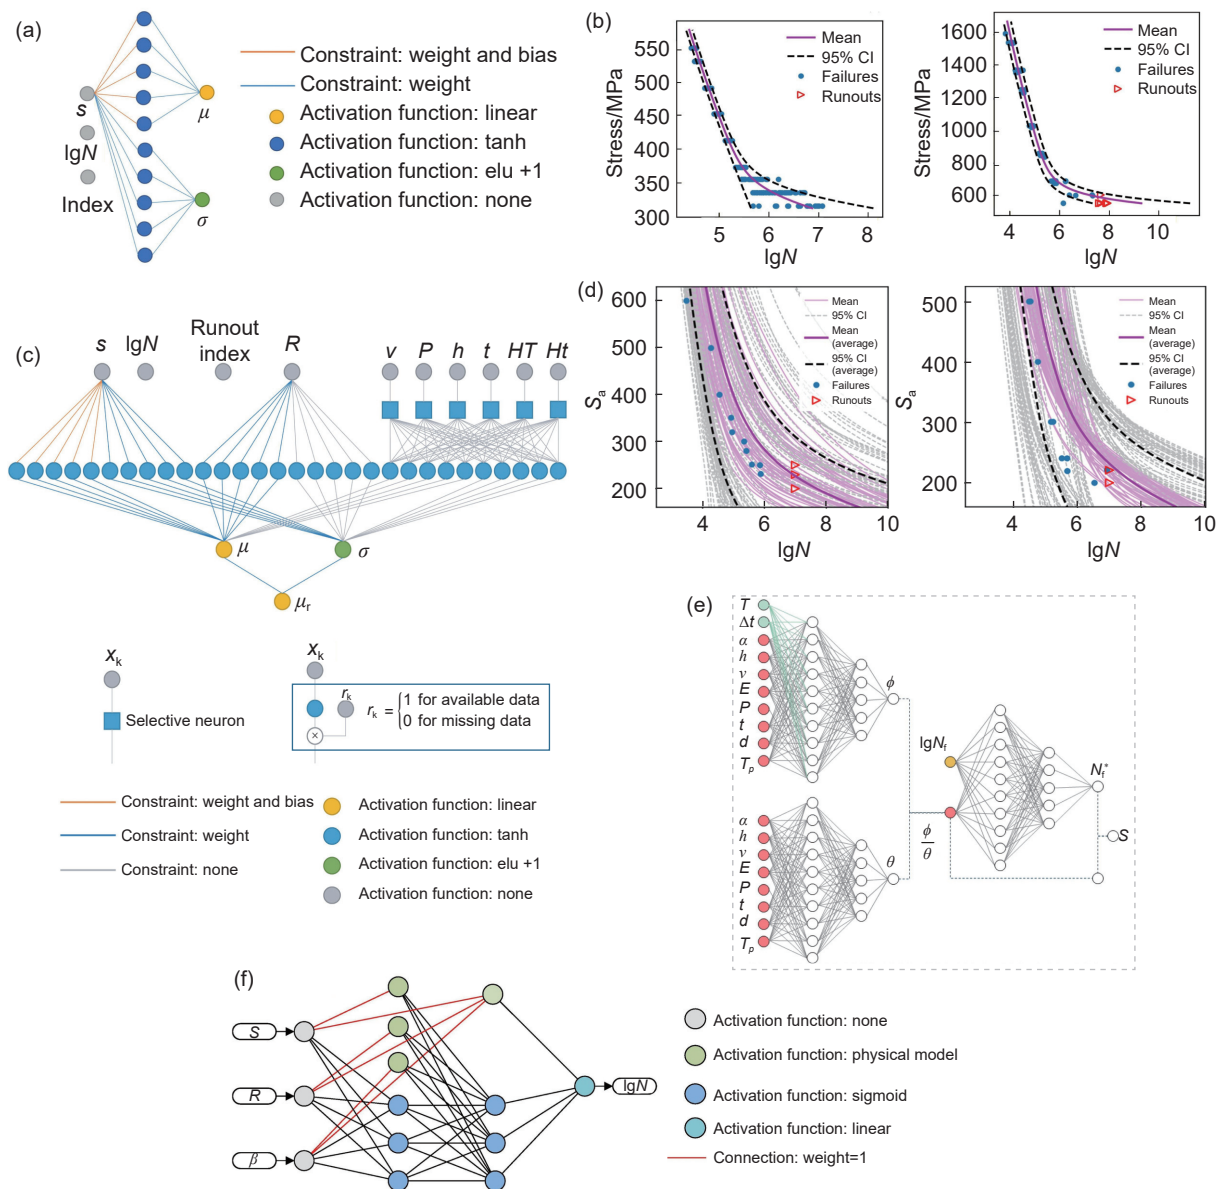 (a)
s
lgN
Index
μ
σ
Constraint: weight and bias
Constraint: weight
Activation function: linear
Activation function: tanh
Activation function: elu +1
Activation function: none
(b)
Stress/MPa
550
500
450
400
350
300
5
6
7
8
lgN
Mean
95% CI
Failures
Runouts
Stress/MPa
1600
1400
1200
1000
800
600
4
5
6
7
8
9
10
11
lgN
Mean
95% CI
Failures
Runouts
(c)
s
lgN
Runout
index
R
v
P
h
t
HT
Ht
μ
σ
μr
xk
Selective neuron
xk
rk
rk = {1 for available data
0 for missing data
×
Constraint: weight and bias
Constraint: weight
Constraint: none
Activation function: linear
Activation function: tanh
Activation function: elu +1
Activation function: none
(d)
Sa
600
500
400
300
200
4
6
8
10
lgN
Mean
95% CI
Mean
(average)
95% CI
(average)
Failures
Runouts
Sa
500
400
300
200
4
6
8
10
lgN
Mean
95% CI
Mean
(average)
95% CI
(average)
Failures
Runouts
(e)
T
Δt
α
h
v
E
P
t
d
Tp
ϕ
α
h
v
E
P
t
d
Tp
θ
lgNf
ϕ
θ
Nf*
S
(f)
S
R
β
lgN
Activation function: none
Activation function: physical model
Activation function: sigmoid
Activation function: linear
Connection: weight=1